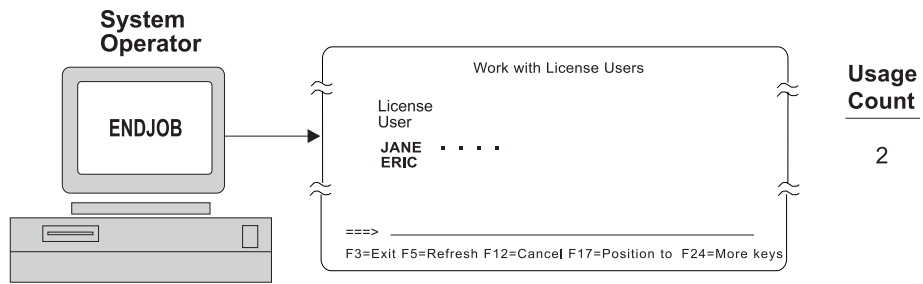 System
Operator
ENDJOB
Work with License Users
License
User
JANE . . . .
ERIC
===>
F3=Exit F5=Refresh F12=Cancel F17=Position to F24=More keys
Usage
Count
2